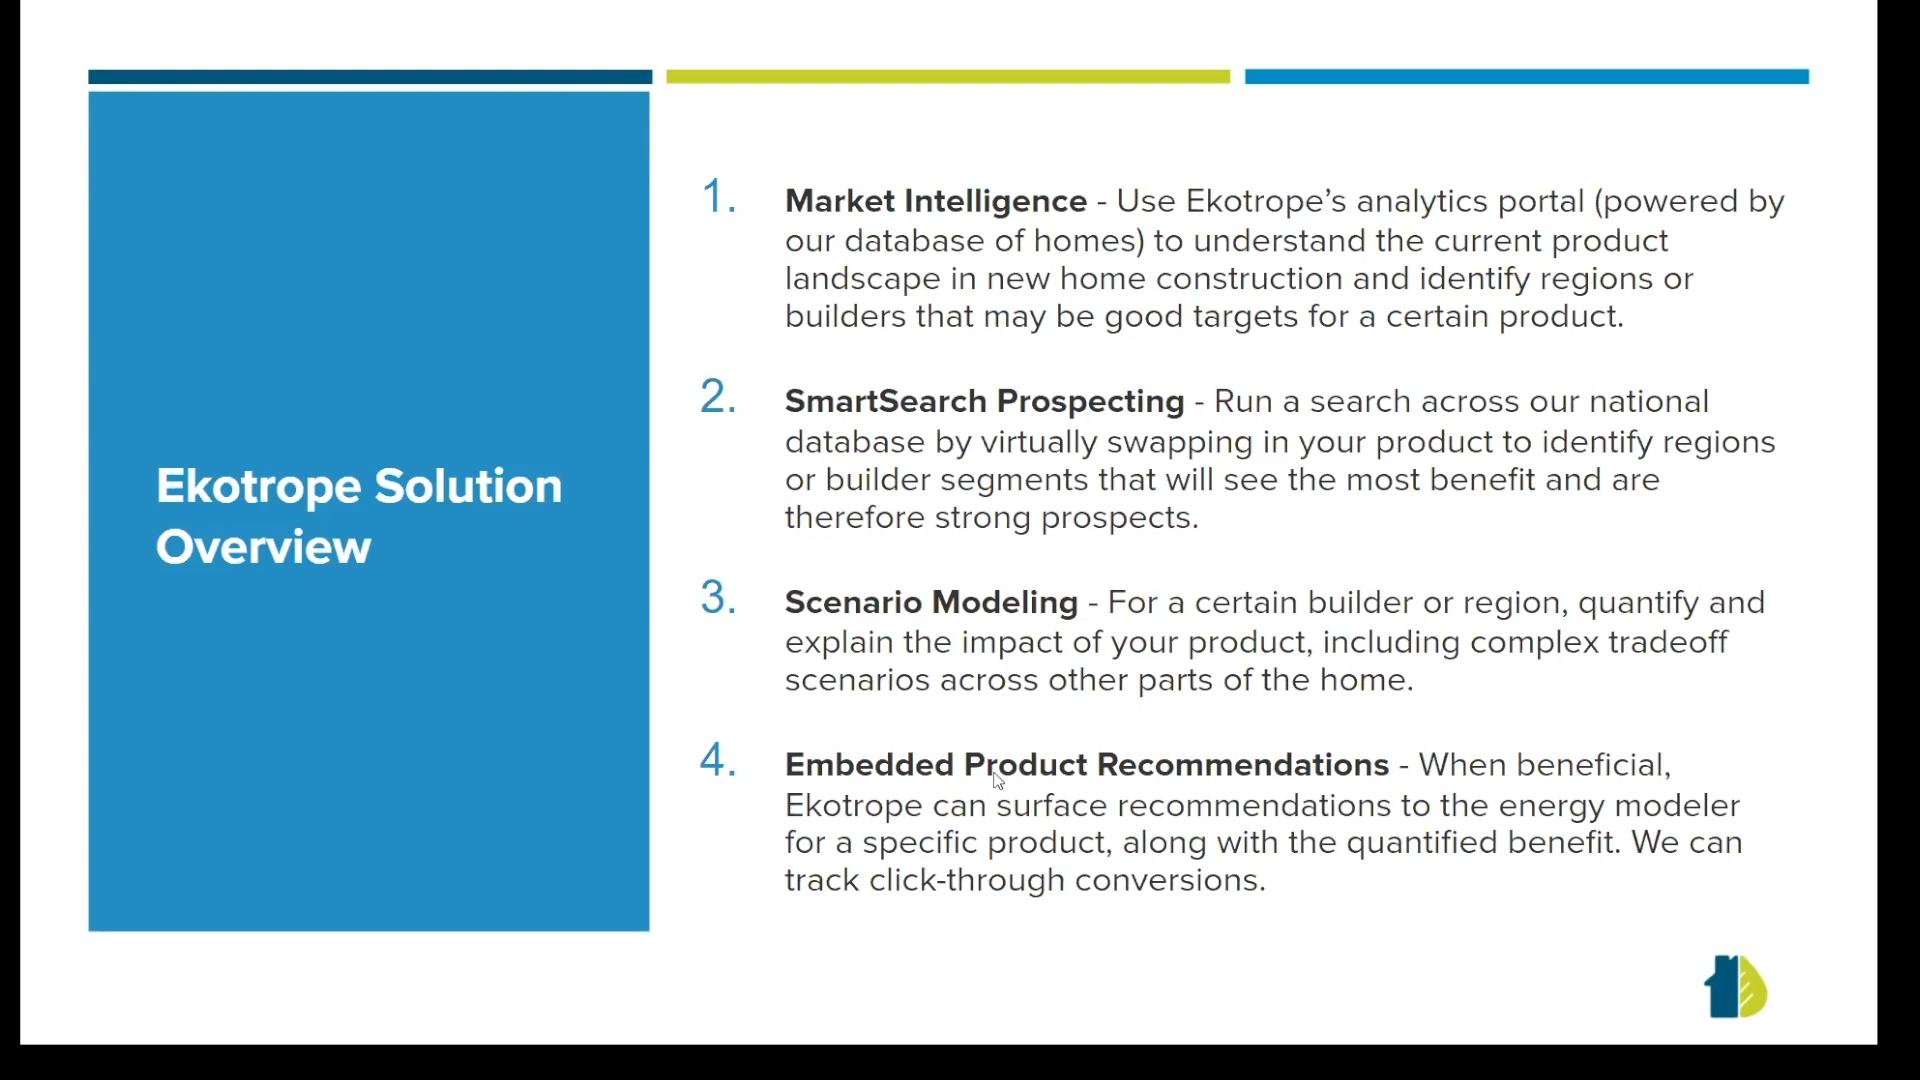 Ekotrope Solution
Overview
1. Market Intelligence - Use Ekotrope’s analytics portal (powered by
our database of homes) to understand the current product
landscape in new home construction and identify regions or
builders that may be good targets for a certain product.
2. SmartSearch Prospecting - Run a search across our national
database by virtually swapping in your product to identify regions
or builder segments that will see the most benefit and are
therefore strong prospects.
3. Scenario Modeling - For a certain builder or region, quantify and
explain the impact of your product, including complex tradeoff
scenarios across other parts of the home.
4. Embedded Product Recommendations - When beneficial,
Ekotrope can surface recommendations to the energy modeler
for a specific product, along with the quantified benefit. We can
track click-through conversions.